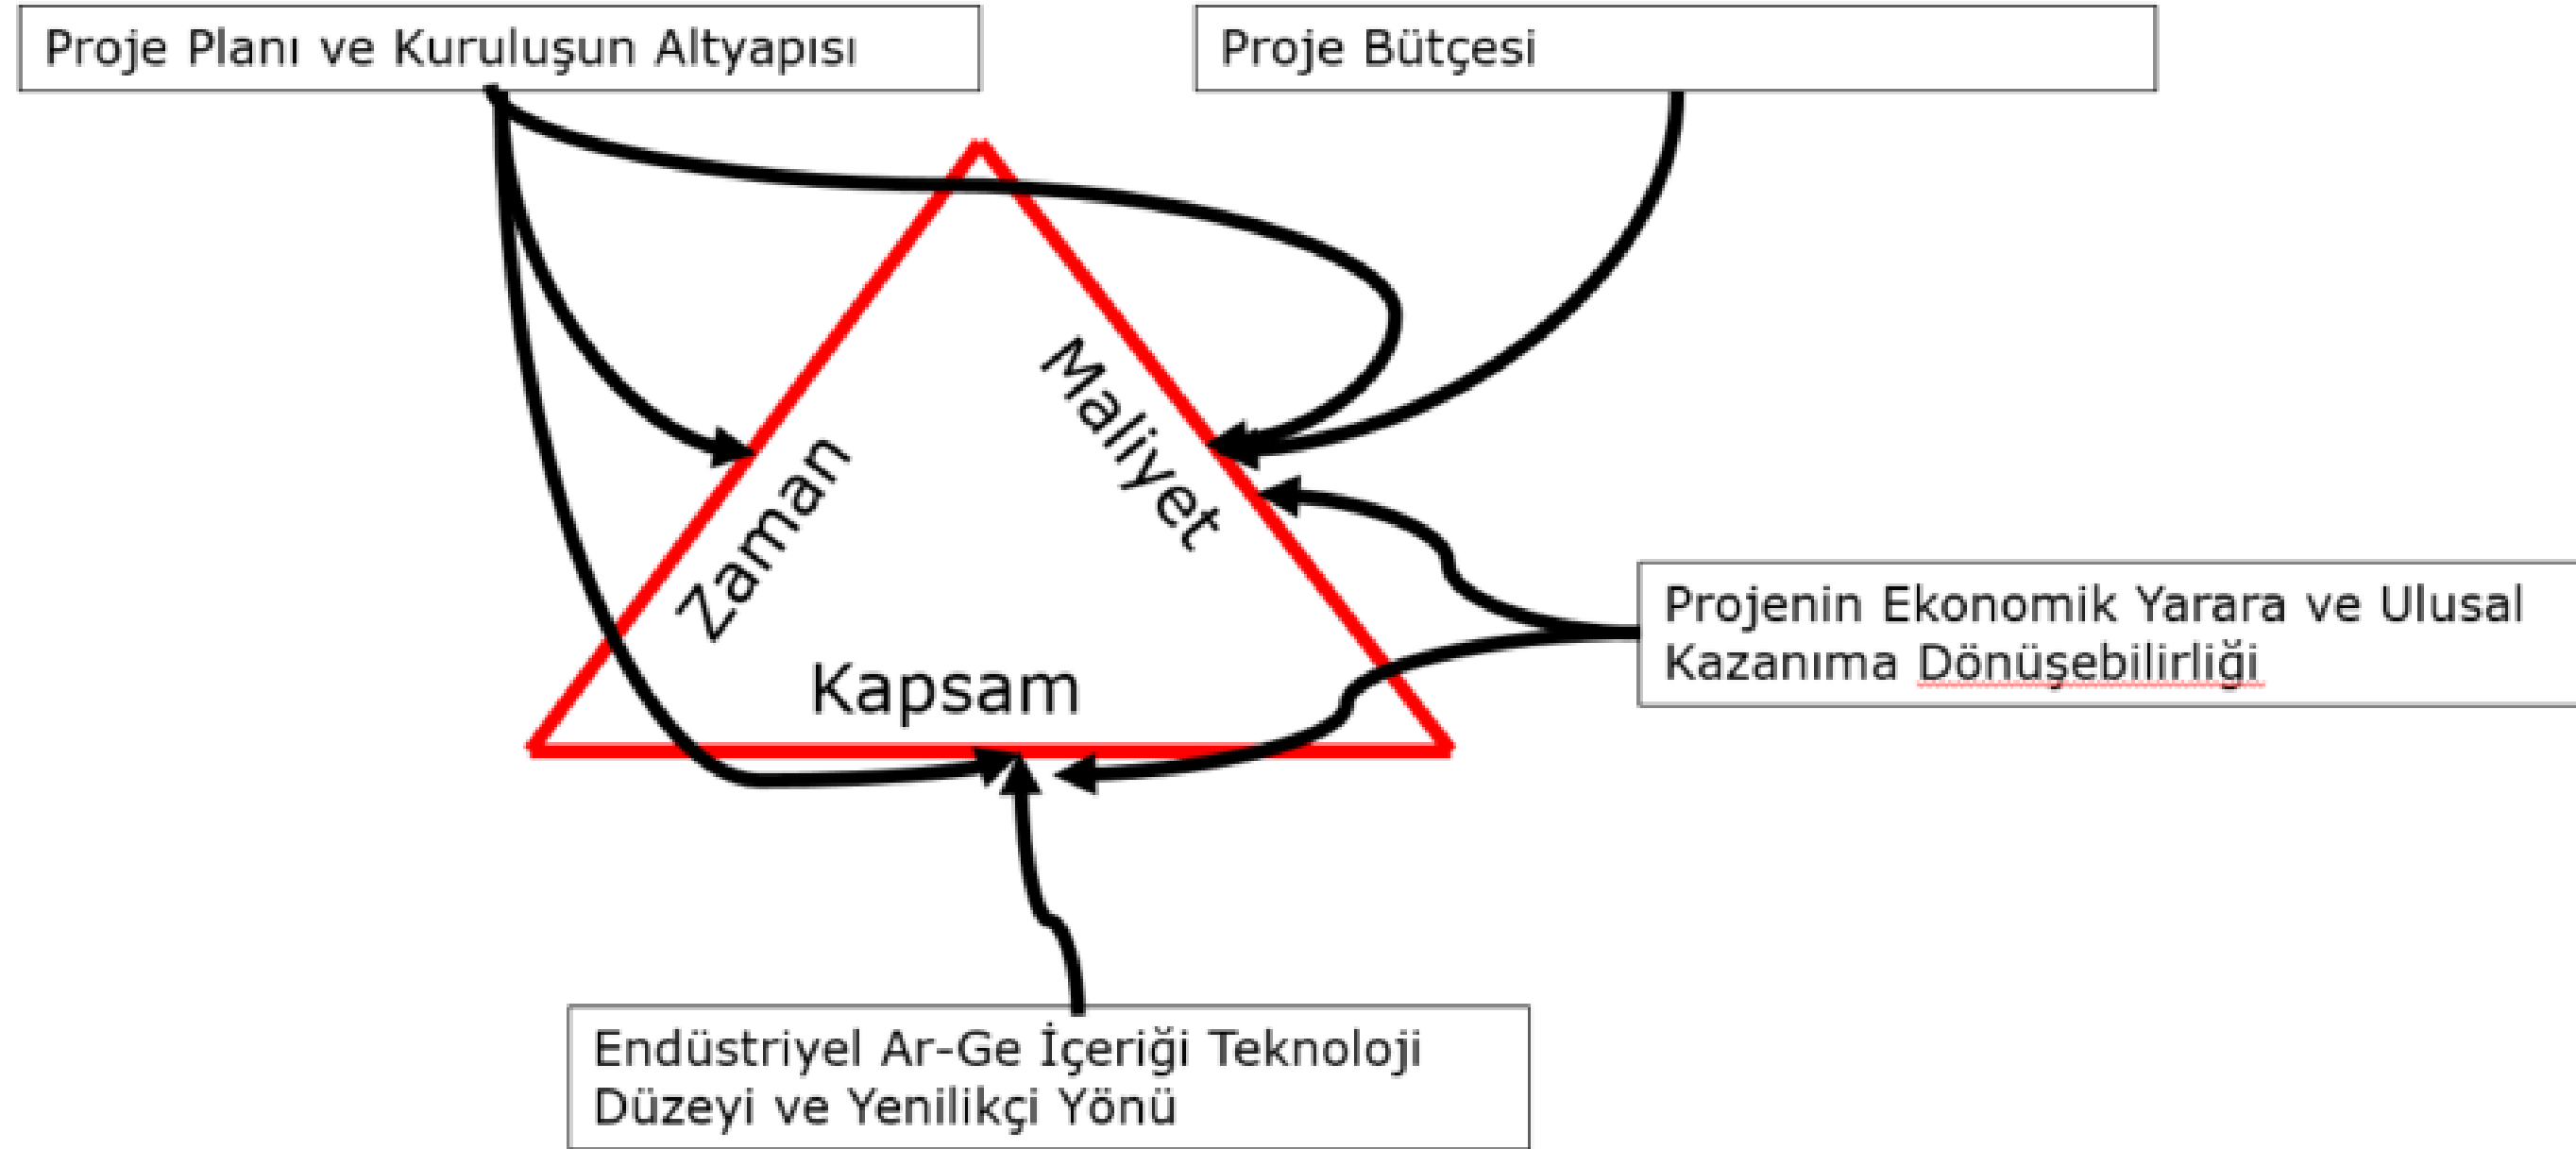 Proje Planı ve Kuruluşun Altyapısı
Proje Bütçesi
Zaman
Maliyet
Kapsam
Projenin Ekonomik Yarara ve Ulusal
Kazanıma Dönüşebilirliği
Endüstriyel Ar-Ge İçeriği Teknoloji
Düzeyi ve Yenilikçi Yönü